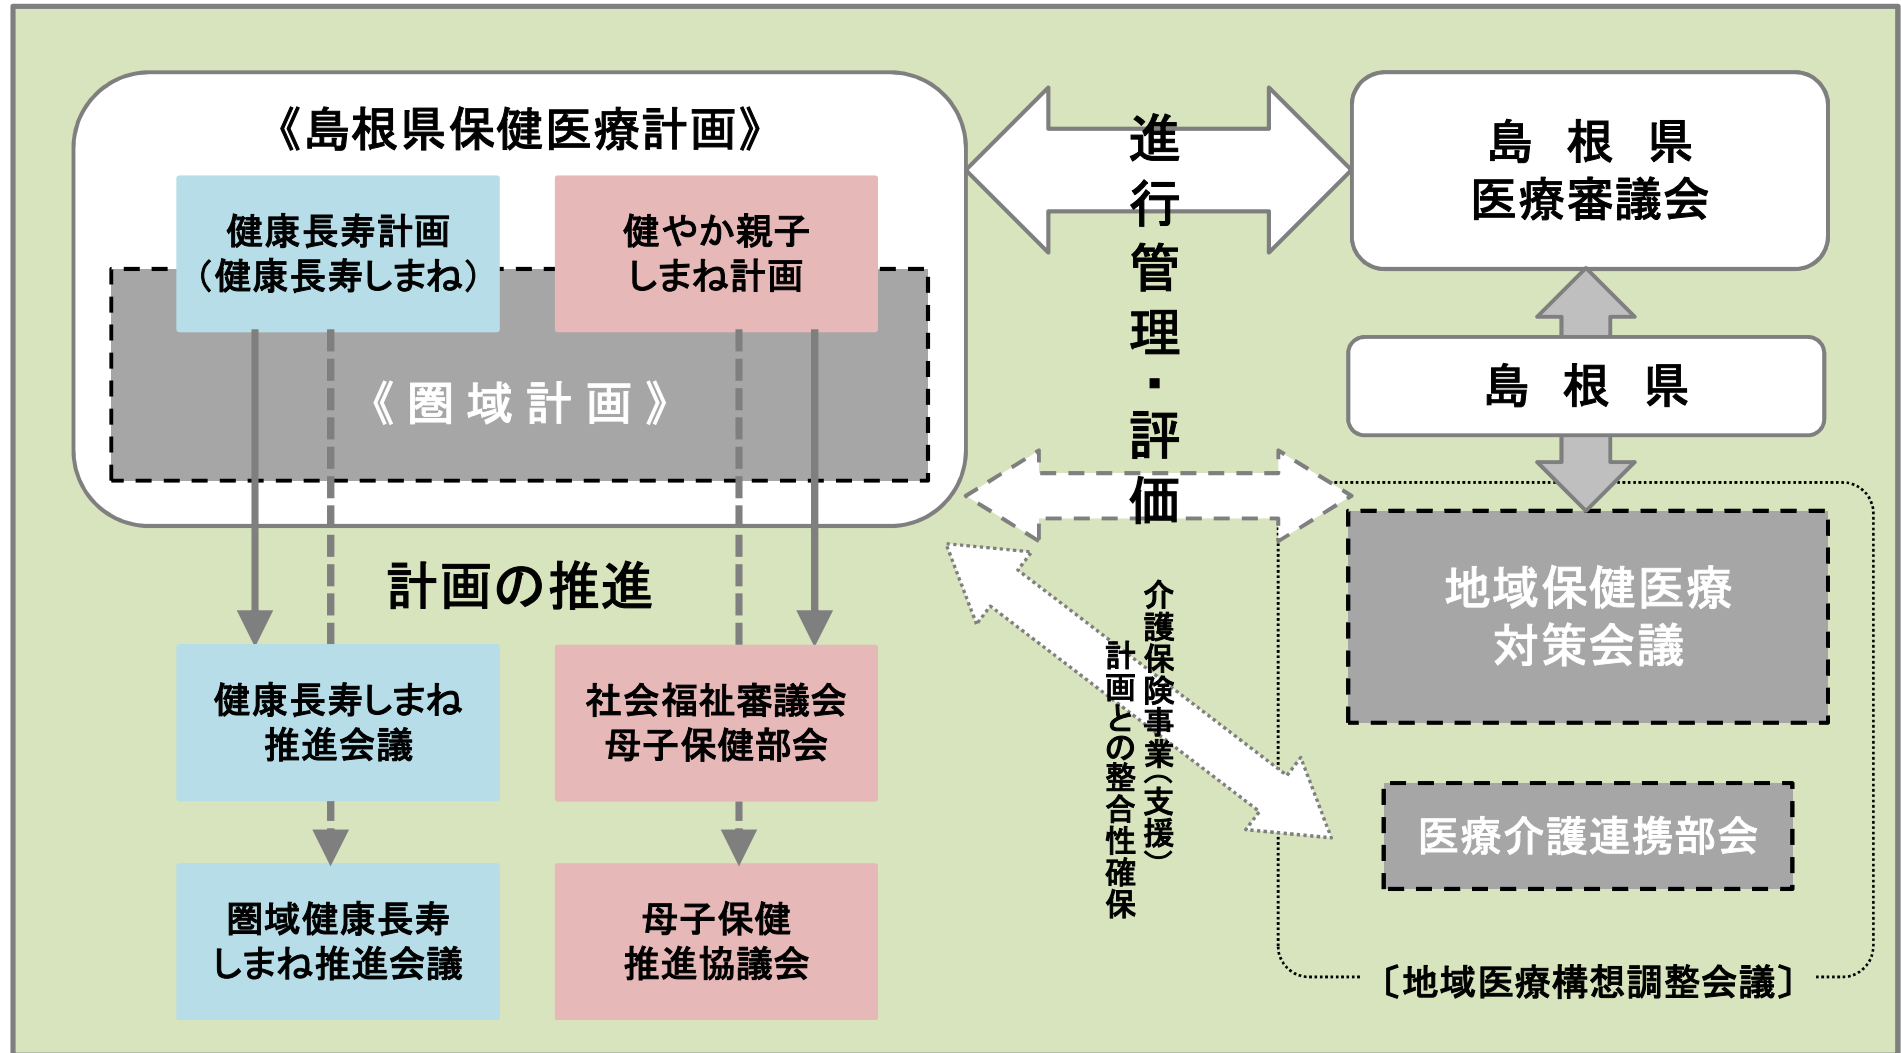 《島根県保健医療計画》
健康長寿計画
（健康長寿しまね）
健やか親子
しまね計画
《圏域計画》
計画の推進
健康長寿しまね
推進会議
社会福祉審議会
母子保健部会
圏域健康長寿
しまね推進会議
母子保健
推進協議会
進行管理・評価
介護保険事業（支援）
計画との整合性確保
島根県
医療審議会
島根県
地域保健医療
対策会議
医療介護連携部会
〔地域医療構想調整会議〕